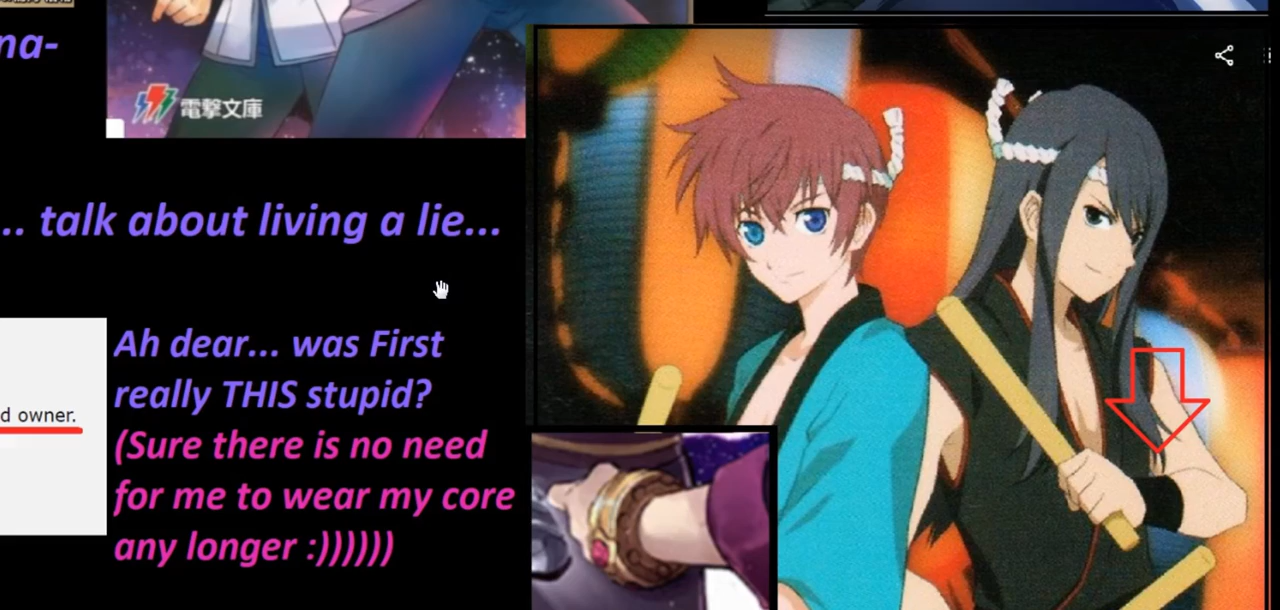 na-
電撃文庫
.. talk about living a lie...
d owner.
Ah dear... was First
really THIS stupid?
(Sure there is no need
for me to wear my core
any longer :))))))